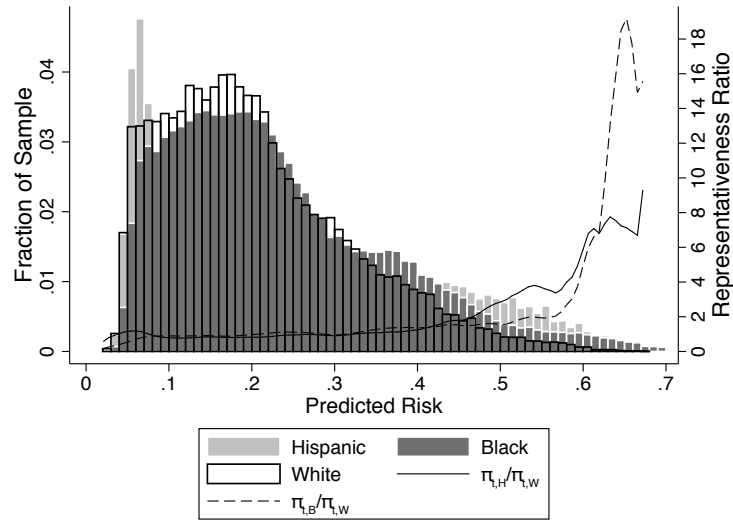 Fraction of Sample
.04
.03
.02
.01
0
18
16
14
12
10
8
6
4
2
0
Representativeness Ratio
0 .1 .2 .3 .4 .5 .6 .7
Predicted Risk
Hispanic Black
White π_{t,H}/π_{t,W}
π_{t,B}/π_{t,W}